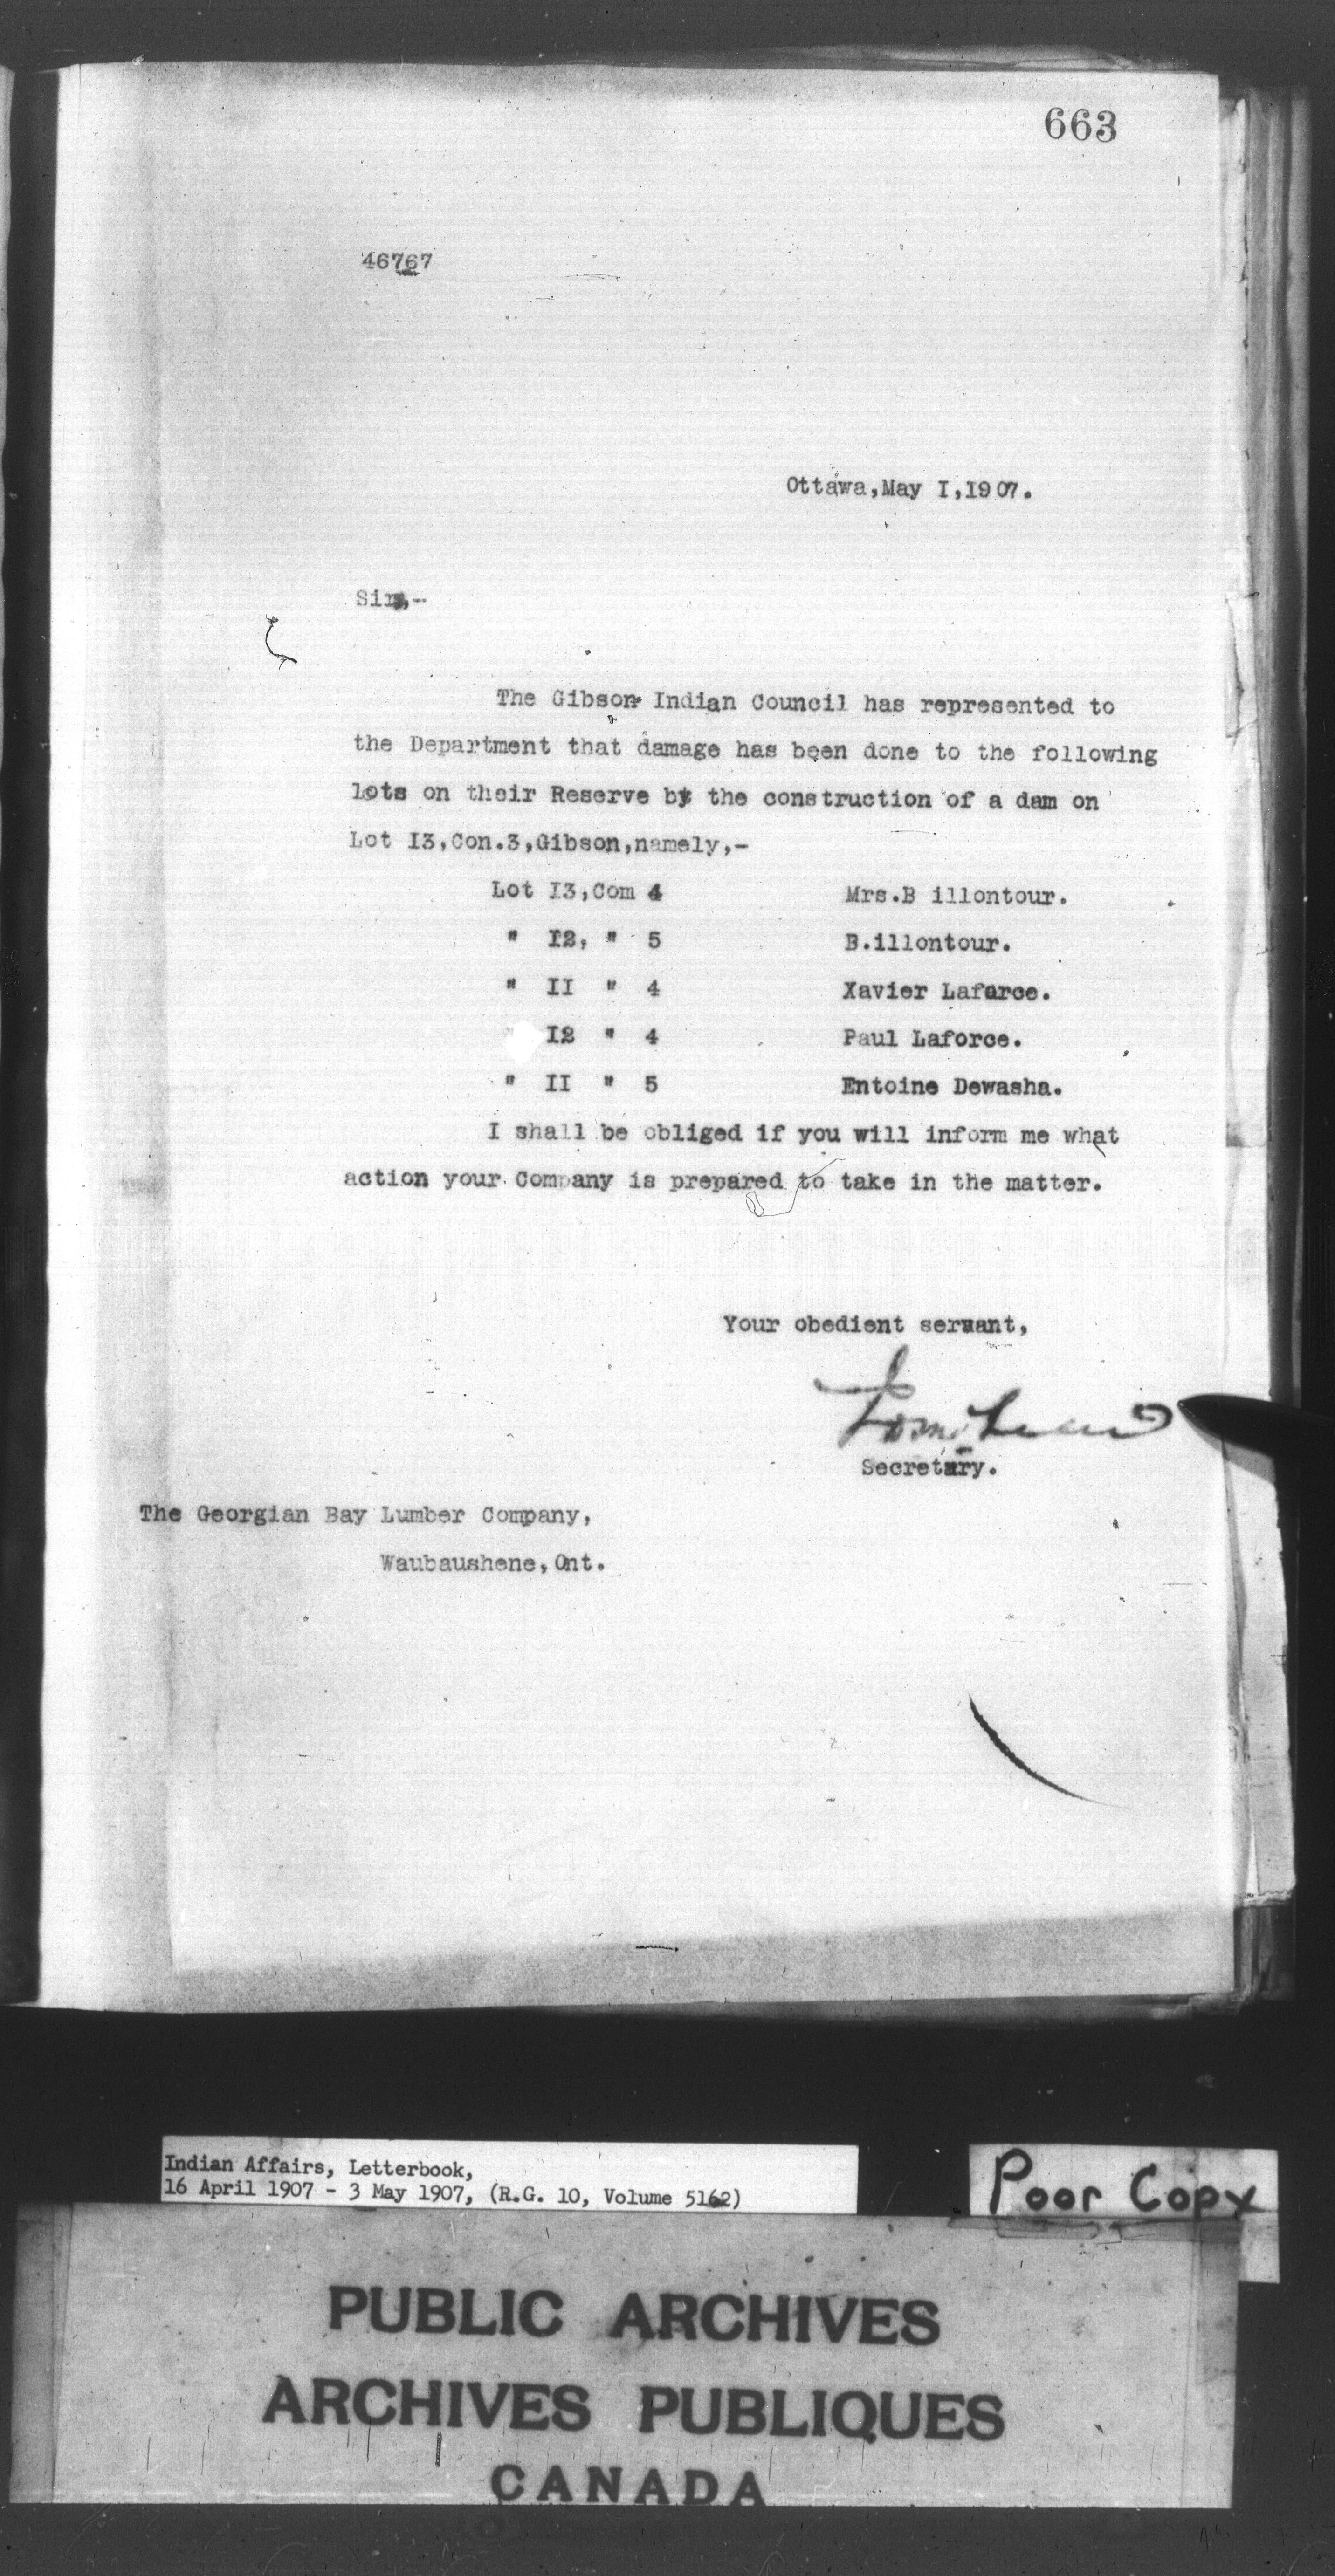 663
46767
Ottawa,May I,1907.
Sir,-
The Gibson Indian Council has represented to
the Department that damage has been done to the following
lots on their Reserve by the construction of a dam on
Lot I3,Con.3,Gibson,namely,-
Lot I3,Com 4 Mrs.B illontour.
" I2, " 5 B.illontour.
" II " 4 Xavier Laforce.
I2 " 4 Paul Laforce.
" II " 5 Entoine Dewasha.
I shall be obliged if you will inform me what
action your Company is prepared to take in the matter.
Your obedient servant,
Secretary.
The Georgian Bay Lumber Company,
Waubaushene,Ont.
Indian Affairs, Letterbook,
16 April 1907 - 3 May 1907, (R.G. 10, Volume 5162)
Poor Copy
PUBLIC ARCHIVES
ARCHIVES PUBLIQUES
CANADA